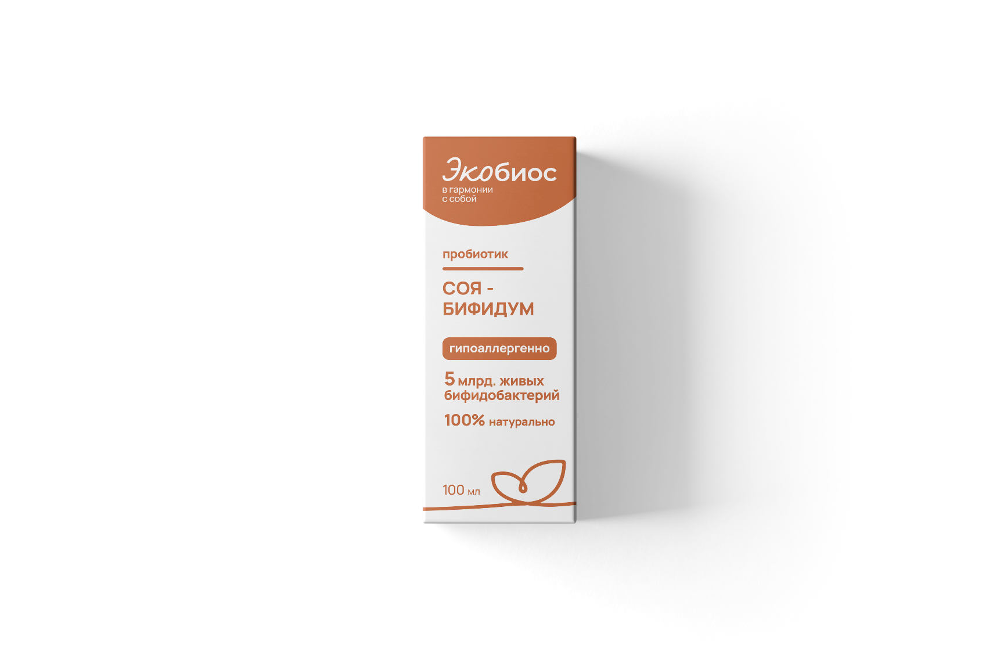 Экобиос
в гармонии
с собой
пробиотик
СОЯ -
БИФИДУМ
гипоаллергенно
5 млрд. живых
бифидобактерий
100% натурально
100 мл